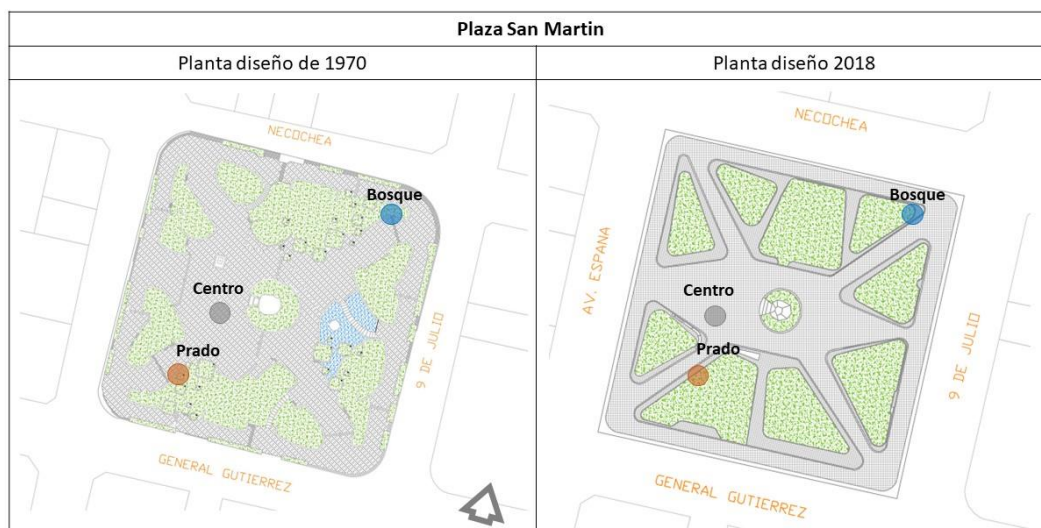 Plaza San Martin
Planta diseño de 1970
Planta diseño 2018
NECOCHEA
Bosque
Centro
Prado
9 DE JULIO
GENERAL GUTIERREZ
NECOCHEA
Bosque
AV. ESPANA
Centro
Prado
9 DE JULIO
GENERAL GUTIERREZ